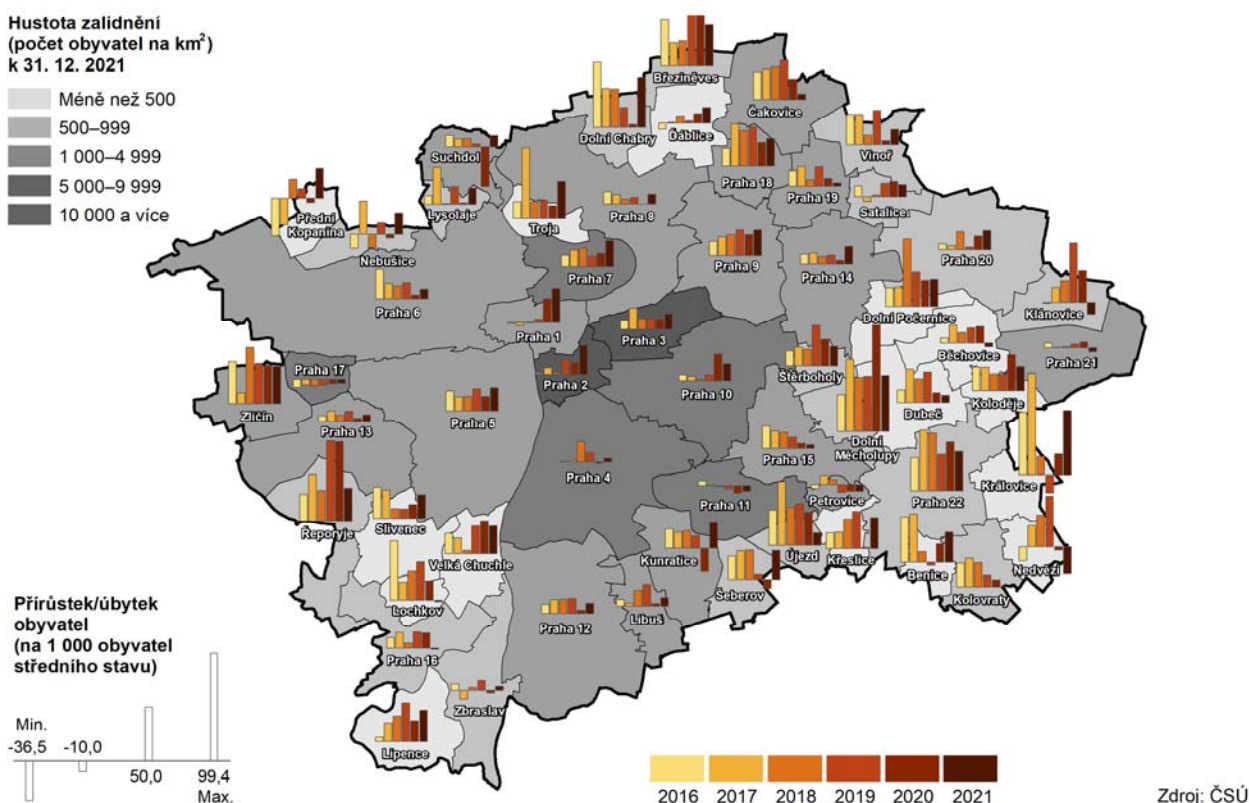 Hustota zalidnění
(počet obyvatel na km²)
k 31. 12. 2021
Méně než 500
500–999
1 000–4 999
5 000–9 999
10 000 a více
Březiněves
Čakovice
Dolní Chabry
Ďáblice
Vinoř
Suchdol
Praha 18
Praha 19
Satalice
Přední
Kopanina
Lysolaje
Troja
Praha 8
Nebušice
Praha 7
Praha 9
Praha 14
Praha 20
Praha 6
Dolní Počernice
Klánovice
Praha 1
Praha 3
Běchovice
Praha 21
Praha 17
Praha 2
Praha 10
Štěrboholy
Koloděje
Zličín
Praha 5
Dubeč
Praha 13
Dolní
Měcholupy
Praha 15
Praha 4
Královice
Praha 22
Praha 11
Petrovice
Řeporyje
Slivenec
Velká Chuchle
Kunratice
Újezd
Křeslice
Benice
Nedvězí
Šeberov
Kolovraty
Lochkov
Praha 12
Libuš
Praha 16
Zbraslav
Lipence
Přírůstek/úbytek
obyvatel
(na 1 000 obyvatel
středního stavu)
Min.
-36,5
-10,0
50,0
99,4
Max.
2016
2017
2018
2019
2020
2021
Zdroj: ČSÚ